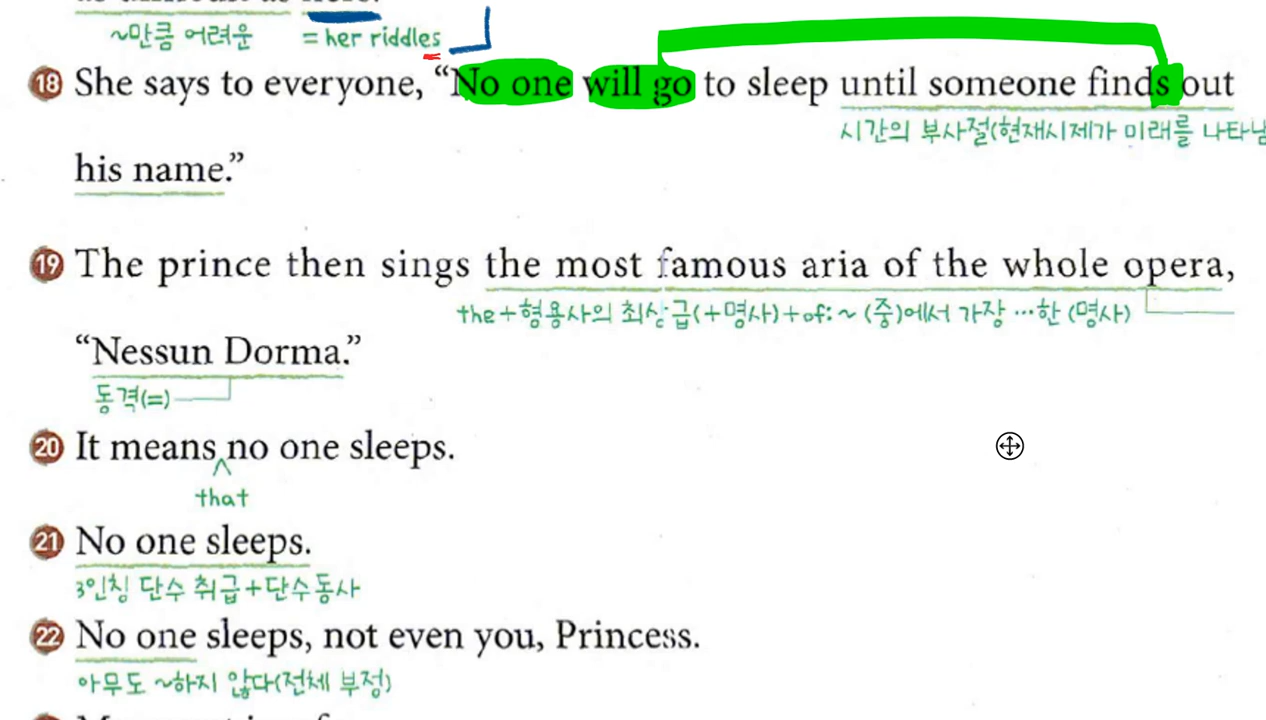 ~만큼 어려운 = her riddles
18 She says to everyone, “No one will go to sleep until someone finds out
시간의 부사절(현재시제가 미래를 나타냄
his name.”
19 The prince then sings the most famous aria of the whole opera,
the+형용사의 최상급(+명사)+of: ~ (중)에서 가장 …한 (명사)
“Nessun Dorma.”
동격(=)
20 It means no one sleeps.
that
21 No one sleeps.
3인칭 단수 취급+단수동사
22 No one sleeps, not even you, Princess.
아무도 ~하지 않다(전체 부정)